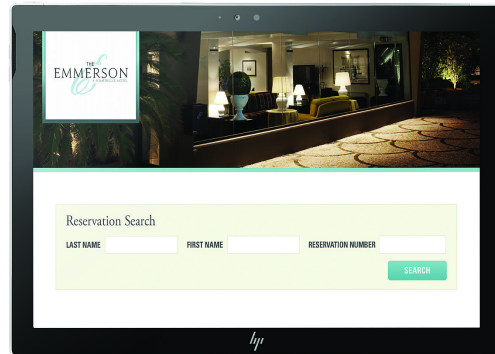 THE
EMMERSON
Reservation Search
LAST NAME
FIRST NAME
RESERVATION NUMBER
SEARCH
hp